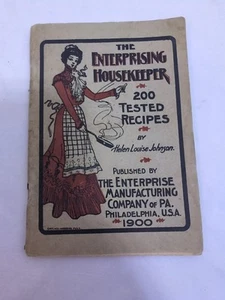 THE
ENTERPRISING
HOUSEKEEPER
200
TESTED
RECIPES
BY
Helen Louise Johnson.
PUBLISHED BY
THE ENTERPRISE
MANUFACTURING
COMPANY OF PA.
PHILADELPHIA, U.S.A.
1900